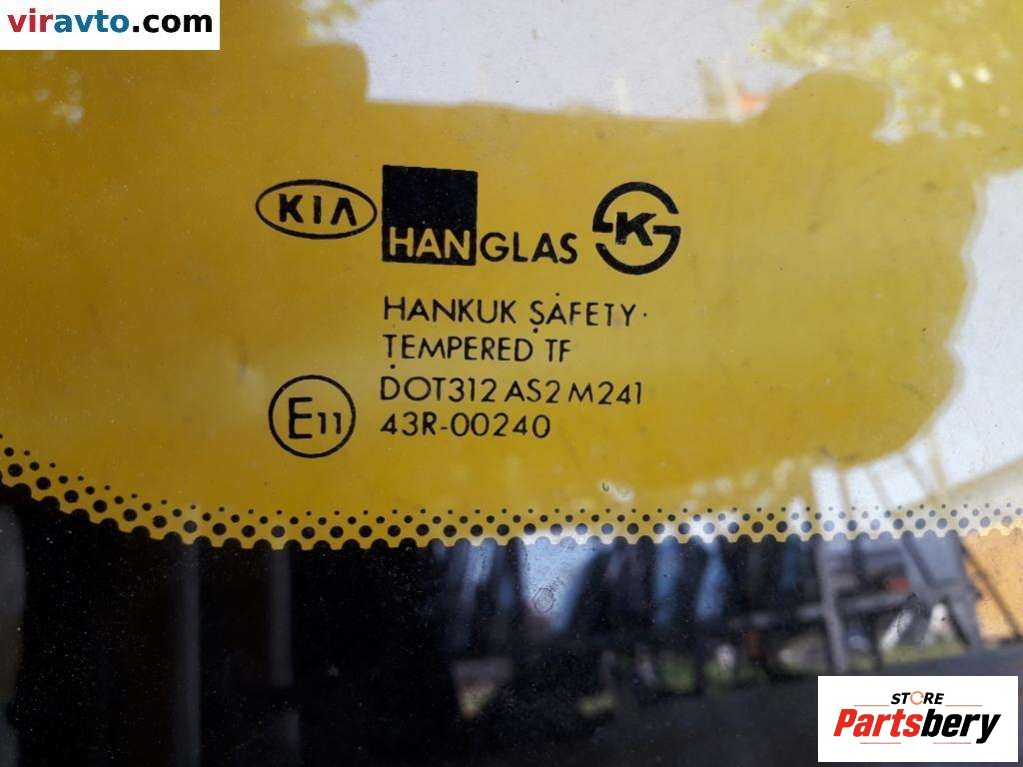 viravto.com
KIA HANGLAS K
HANKUK SAFETY
TEMPERED TF
DOT312 AS2 M241
E11 43R-00240
STORE
Partsbery